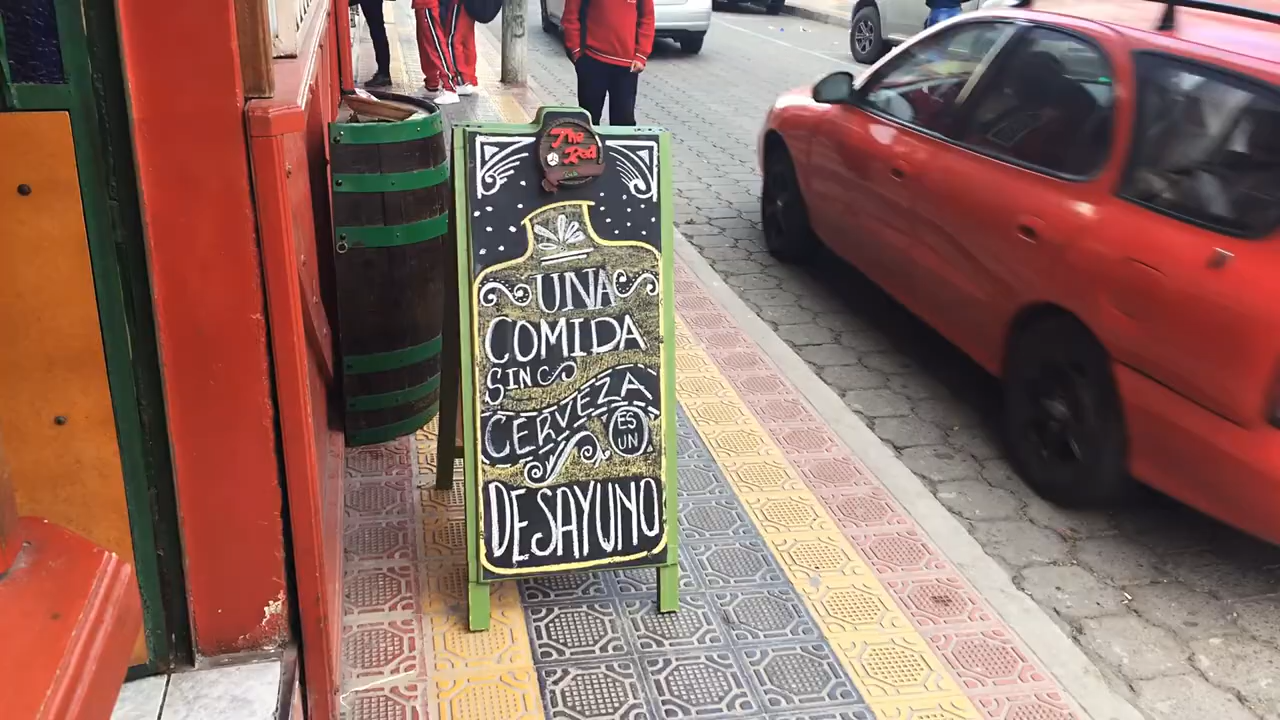 The
Red
UNA
COMIDA
SIN
CERVEZA
ES
UN
DESAYUNO